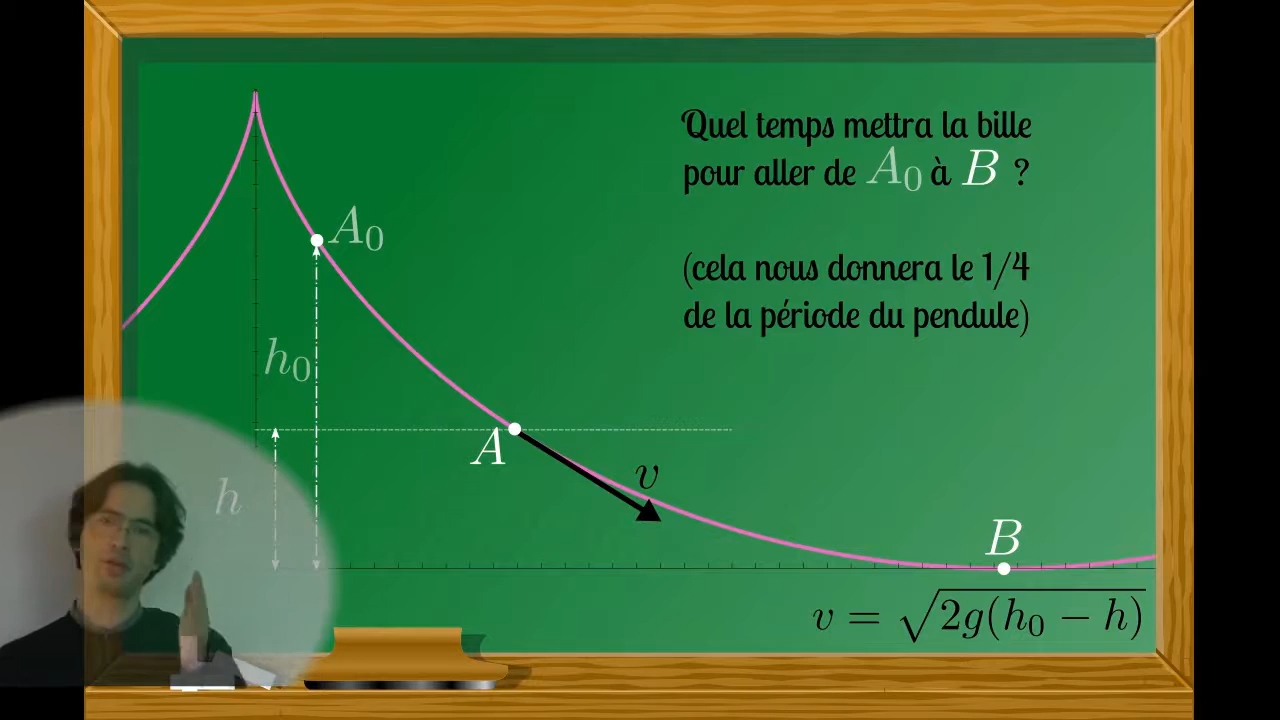 Quel temps mettra la bille
pour aller de A₀ à B ?
(cela nous donnera le 1/4
de la période du pendule)
A₀
h₀
A
h
v
B
v = √2g(h₀ − h)